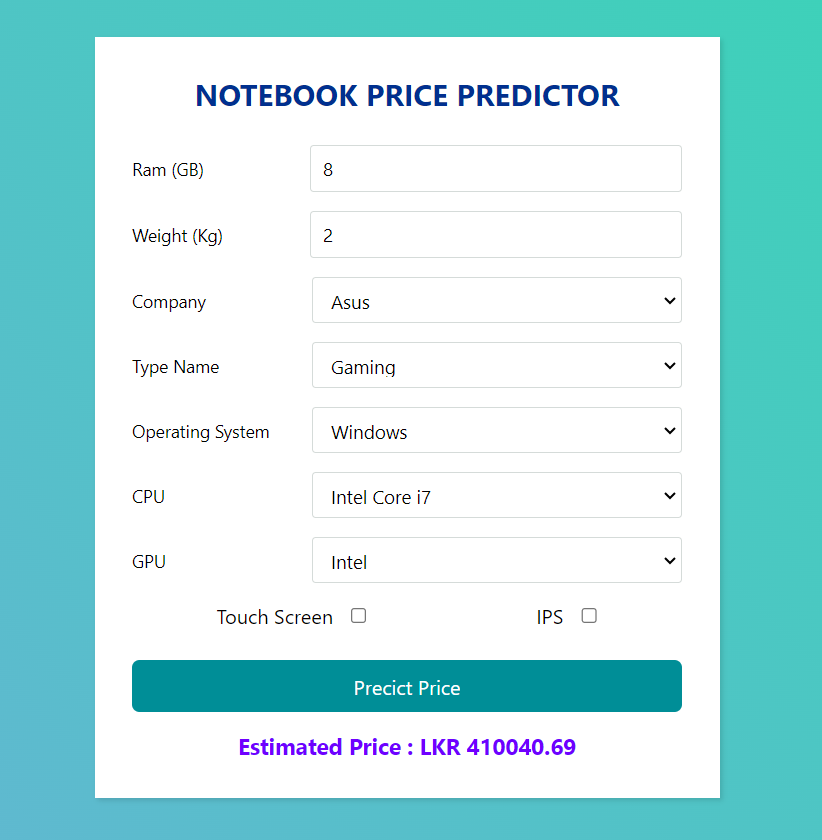 NOTEBOOK PRICE PREDICTOR
Ram (GB) 8
Weight (Kg) 2
Company Asus
Type Name Gaming
Operating System Windows
CPU Intel Core i7
GPU Intel
Touch Screen IPS
Precict Price
Estimated Price : LKR 410040.69